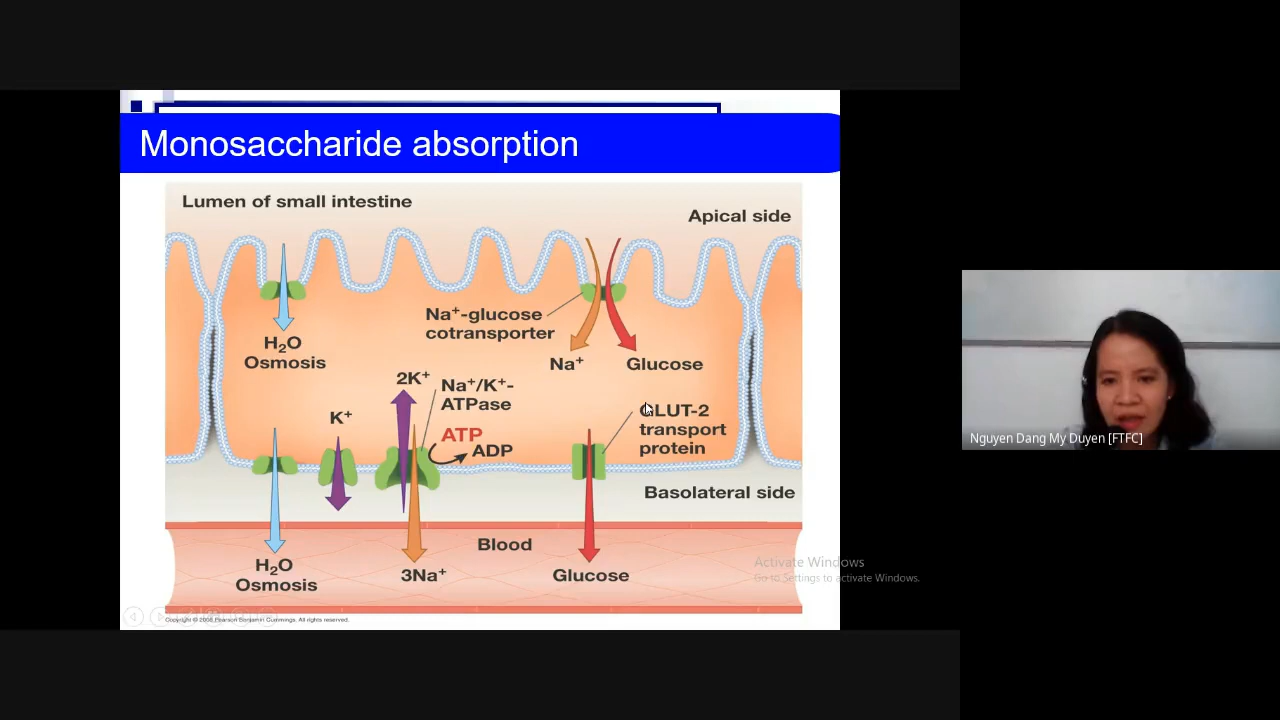 Monosaccharide absorption
Lumen of small intestine
Apical side
Na⁺-glucose
cotransporter
H₂O
Osmosis
Na⁺
Glucose
2K⁺
Na⁺/K⁺-
ATPase
K⁺
ATP
ADP
GLUT-2
transport
protein
Basolateral side
Blood
H₂O
Osmosis
3Na⁺
Glucose
Copyright © 2008 Pearson Benjamin Cummings. All rights reserved.
Activate Windows
Go to Settings to activate Windows.
Nguyen Dang My Duyen [FTFC]